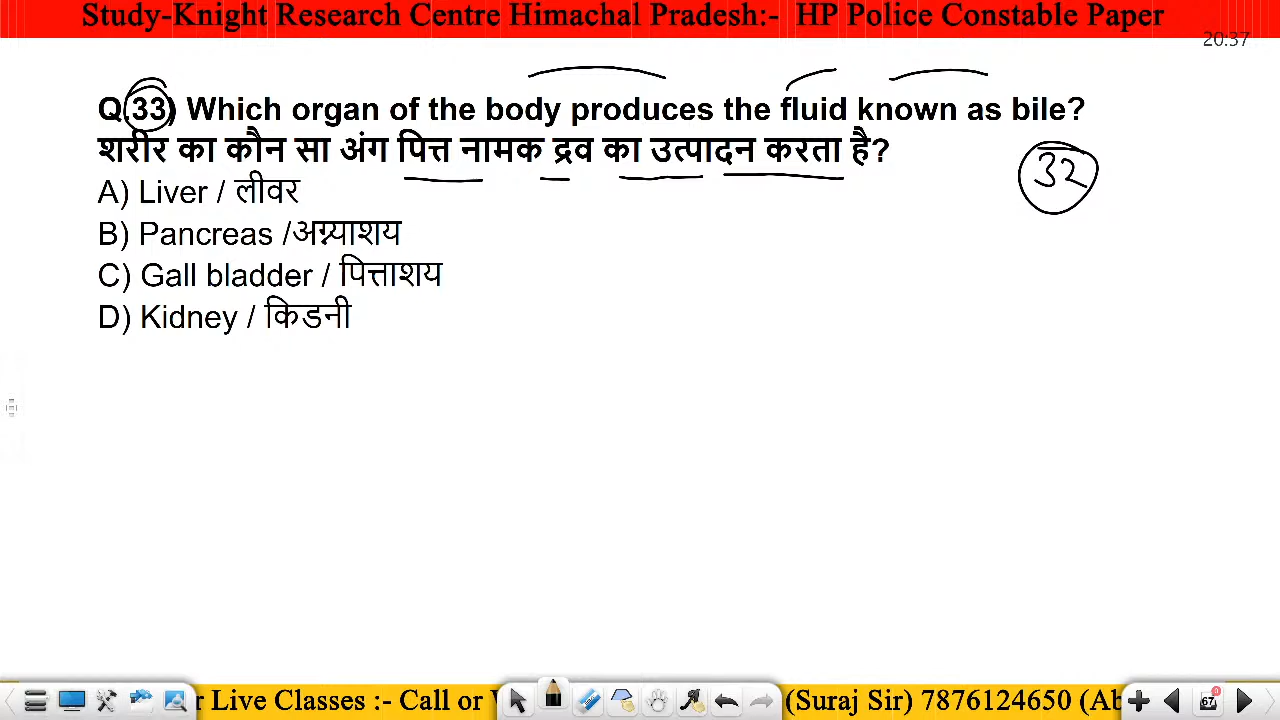 Study-Knight Research Centre Himachal Pradesh:-  HP Police Constable Paper
20:37
Q.33) Which organ of the body produces the fluid known as bile?
शरीर का कौन सा अंग पित्त नामक द्रव का उत्पादन करता है?
32
A) Liver / लीवर
B) Pancreas /अग्न्याशय
C) Gall bladder / पित्ताशय
D) Kidney / किडनी
r Live Classes :- Call or (Suraj Sir) 7876124650 (Ab
67